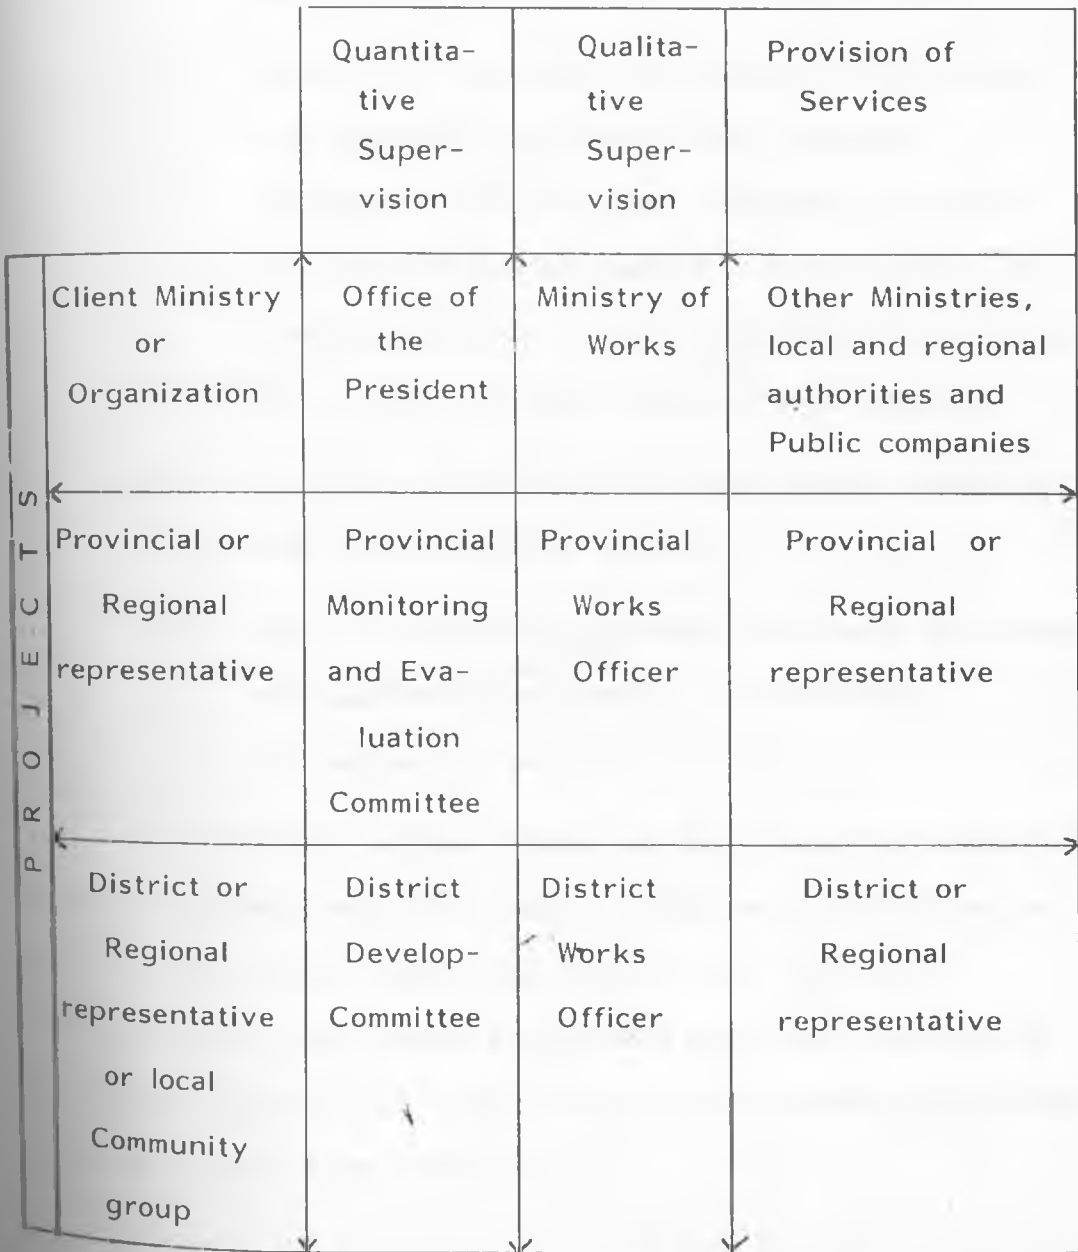 Quantita-
tive
Super-
vision
Qualita-
tive
Super-
vision
Provision of
Services
PROJECTS
Client Ministry
or
Organization
Office of
the
President
Ministry of
Works
Other Ministries,
local and regional
authorities and
Public companies
Provincial or
Regional
representative
Provincial
Monitoring
and Eva-
luation
Committee
Provincial
Works
Officer
Provincial or
Regional
representative
District or
Regional
representative
or local
Community
group
District
Develop-
Committee
District
Works
Officer
District or
Regional
representative